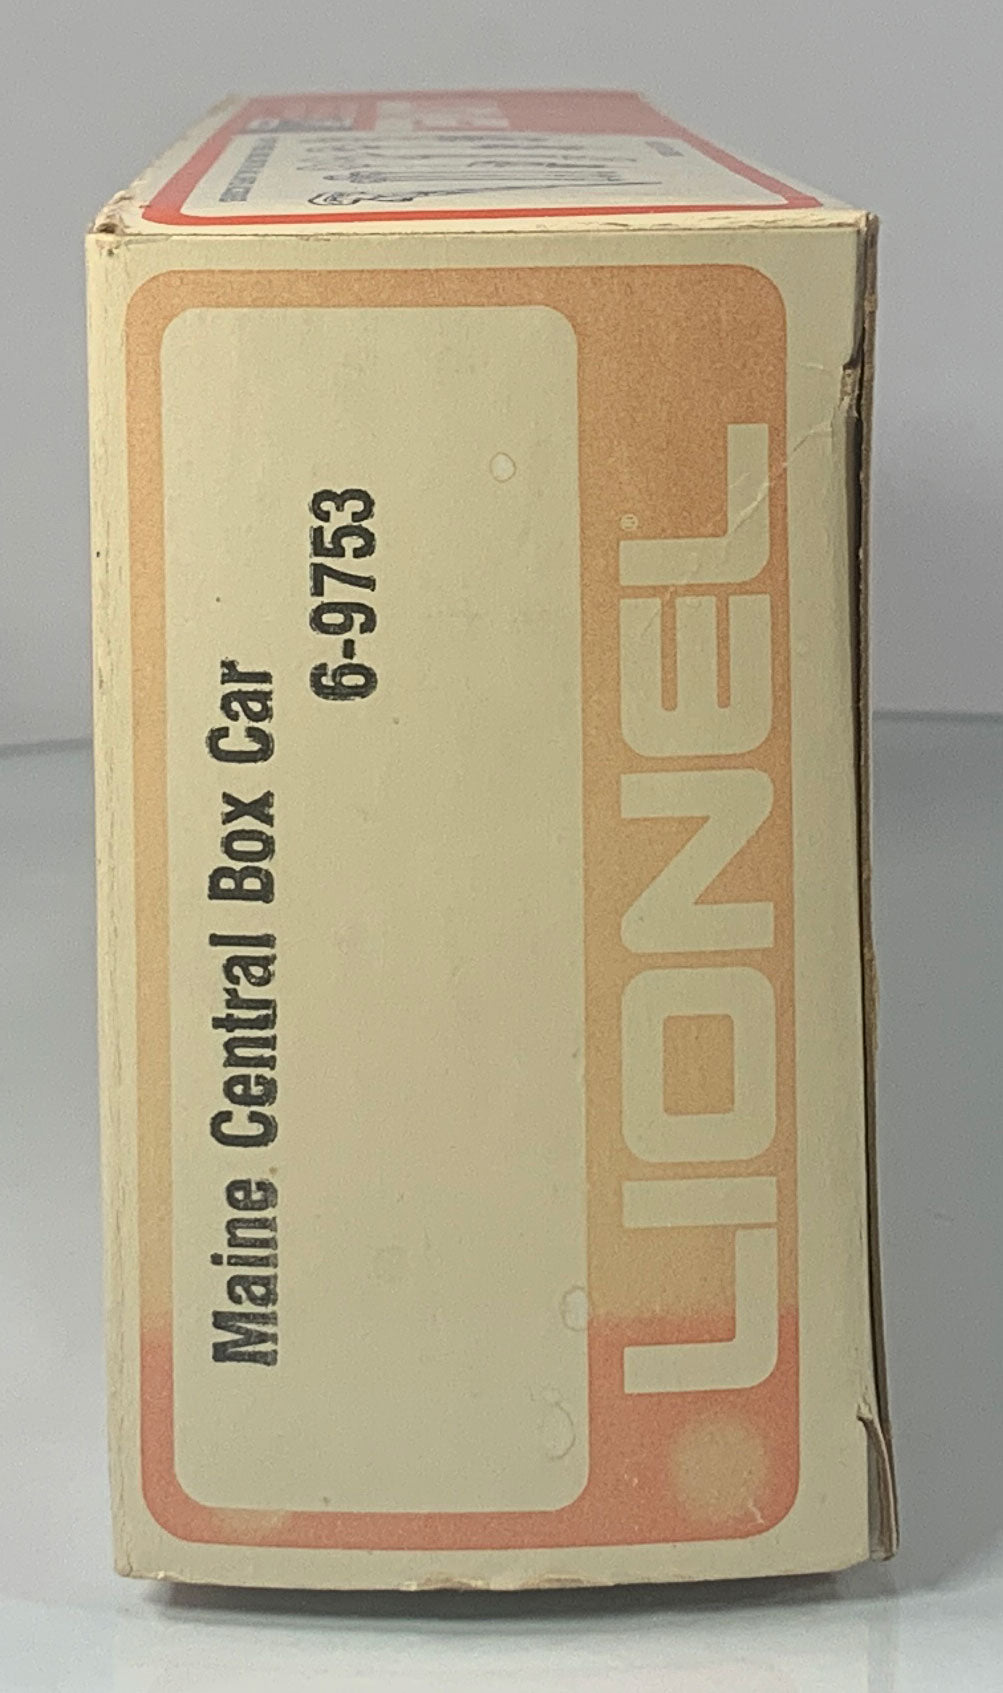 Maine Central Box Car
6-9753
LIONEL®